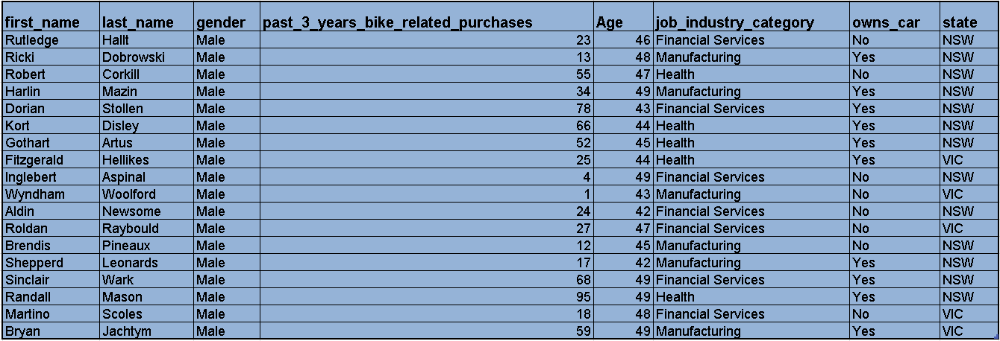 first_name last_name gender past_3_years_bike_related_purchases Age job_industry_category owns_car state
Rutledge Hallt Male 23 46 Financial Services No NSW
Ricki Dobrowski Male 13 48 Manufacturing Yes NSW
Robert Corkill Male 55 47 Health No NSW
Harlin Mazin Male 34 49 Manufacturing Yes NSW
Dorian Stollen Male 78 43 Financial Services Yes NSW
Kort Disley Male 66 44 Health Yes NSW
Gothart Artus Male 52 45 Health Yes NSW
Fitzgerald Hellikes Male 25 44 Health Yes VIC
Inglebert Aspinal Male 4 49 Financial Services No NSW
Wyndham Woolford Male 1 43 Manufacturing No VIC
Aldin Newsome Male 24 42 Financial Services No NSW
Roldan Raybould Male 27 47 Financial Services No VIC
Brendis Pineaux Male 12 45 Manufacturing No NSW
Shepperd Leonards Male 17 42 Manufacturing Yes NSW
Sinclair Wark Male 68 49 Financial Services Yes NSW
Randall Mason Male 95 49 Health Yes NSW
Martino Scoles Male 18 48 Financial Services No VIC
Bryan Jachtym Male 59 49 Manufacturing Yes VIC